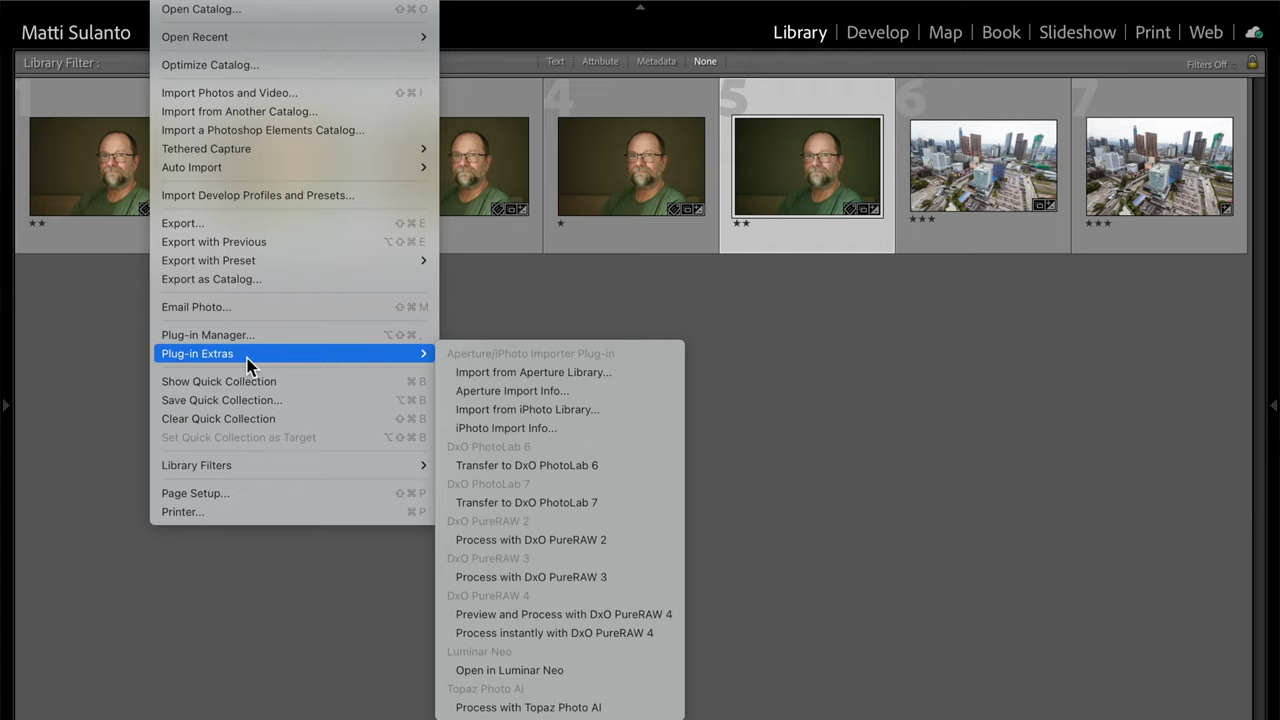 Matti Sulanto
Library | Develop | Map | Book | Slideshow | Print | Web
Library Filter :
Text Attribute Metadata None
Filters Off
1
4
5
6
7
★★
★
★★
★★★
★★★
Open Catalog... ⇧⌘O
Open Recent >
Optimize Catalog...
Import Photos and Video... ⇧⌘I
Import from Another Catalog...
Import a Photoshop Elements Catalog...
Tethered Capture >
Auto Import >
Import Develop Profiles and Presets...
Export... ⇧⌘E
Export with Previous ⌥⇧⌘E
Export with Preset >
Export as Catalog...
Email Photo... ⇧⌘M
Plug-in Manager... ⌥⇧⌘,
Plug-in Extras >
Show Quick Collection ⌘B
Save Quick Collection... ⌥⌘B
Clear Quick Collection ⇧⌘B
Set Quick Collection as Target ⌥⇧⌘B
Library Filters >
Page Setup... ⇧⌘P
Printer... ⌘P
Aperture/iPhoto Importer Plug-in
Import from Aperture Library...
Aperture Import Info...
Import from iPhoto Library...
iPhoto Import Info...
DxO PhotoLab 6
Transfer to DxO PhotoLab 6
DxO PhotoLab 7
Transfer to DxO PhotoLab 7
DxO PureRAW 2
Process with DxO PureRAW 2
DxO PureRAW 3
Process with DxO PureRAW 3
DxO PureRAW 4
Preview and Process with DxO PureRAW 4
Process instantly with DxO PureRAW 4
Luminar Neo
Open in Luminar Neo
Topaz Photo AI
Process with Topaz Photo AI